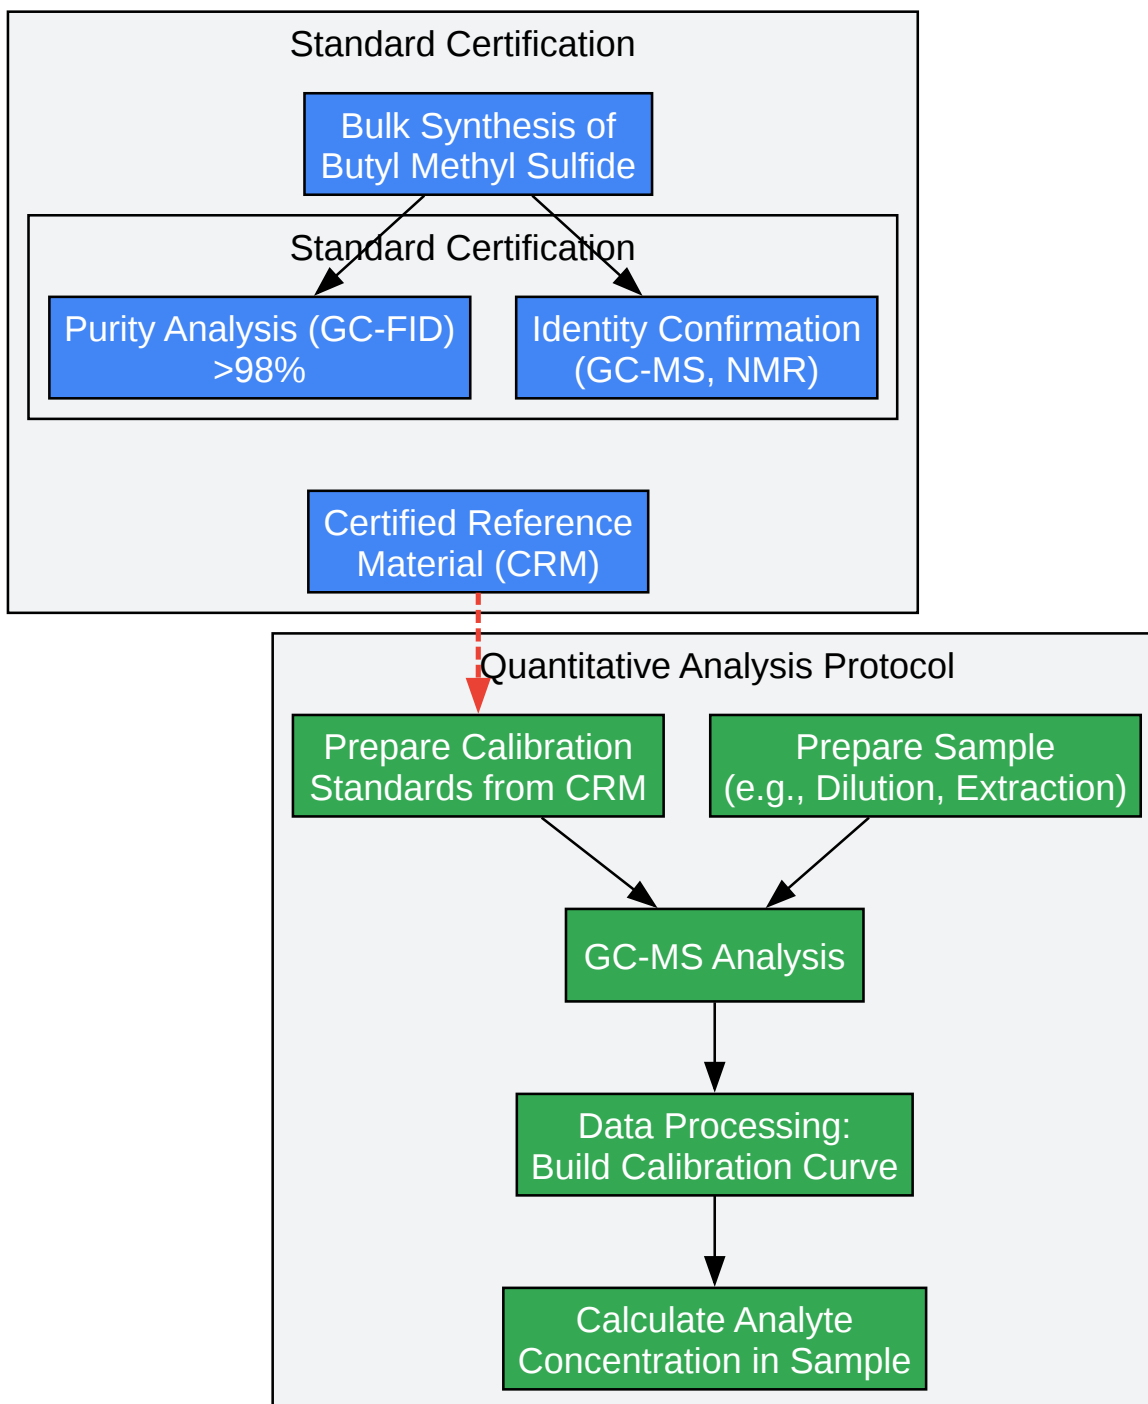 Standard Certification
Bulk Synthesis of
Butyl Methyl Sulfide
Standard Certification
Purity Analysis (GC-FID)
>98%
Identity Confirmation
(GC-MS, NMR)
Certified Reference
Material (CRM)
Quantitative Analysis Protocol
Prepare Calibration
Standards from CRM
Prepare Sample
(e.g., Dilution, Extraction)
GC-MS Analysis
Data Processing:
Build Calibration Curve
Calculate Analyte
Concentration in Sample